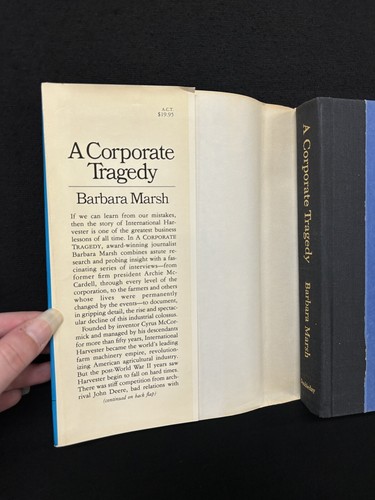 A.C.T.
$19.95
A Corporate
Tragedy
Barbara Marsh
If we can learn from our mistakes,
then the story of International Har-
vester is one of the greatest business
lessons of all time. In A CORPORATE
TRAGEDY, award-winning journalist
Barbara Marsh combines astute re-
search and probing insight with a fas-
cinating series of interviews—from
former firm president Archie Mc-
Cardell, through every level of the
corporation, to the farmers and others
whose lives were permanently
changed by the events—to document,
in gripping detail, the rise and spectac-
ular decline of this industrial colossus.
Founded by inventor Cyrus McCor-
mick and managed by his descendants
for more than fifty years, International
Harvester became the world's leading
farm machinery empire, revolution-
izing American agricultural industry.
But the post-World War II years saw
Harvester begin to fall on hard times.
There was stiff competition from arch-
rival John Deere, bad relations with
(continued on back flap)
A Corporate Tragedy
Barbara Marsh
Doubleday